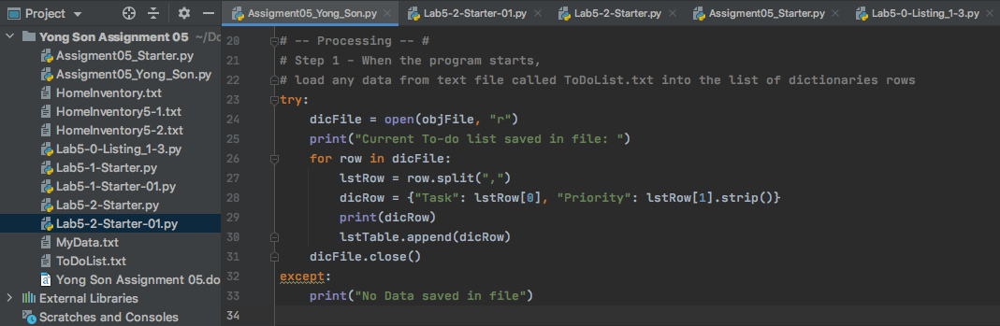 Project
Assigment05_Yong_Son.py
Lab5-2-Starter-01.py
Lab5-2-Starter.py
Assigment05_Starter.py
Lab5-0-Listing_1-3.py
Yong Son Assignment 05 ~/Do
Assigment05_Starter.py
Assigment05_Yong_Son.py
HomeInventory.txt
HomeInventory5-1.txt
HomeInventory5-2.txt
Lab5-0-Listing_1-3.py
Lab5-1-Starter.py
Lab5-1-Starter-01.py
Lab5-2-Starter.py
Lab5-2-Starter-01.py
MyData.txt
ToDoList.txt
Yong Son Assignment 05.do
External Libraries
Scratches and Consoles
20 # -- Processing -- #
21 # Step 1 - When the program starts,
22 # load any data from text file called ToDoList.txt into the list of dictionaries rows
23 try:
24 dicFile = open(objFile, "r")
25 print("Current To-do list saved in file: ")
26 for row in dicFile:
27 lstRow = row.split(",")
28 dicRow = {"Task": lstRow[0], "Priority": lstRow[1].strip()}
29 print(dicRow)
30 lstTable.append(dicRow)
31 dicFile.close()
32 except:
33 print("No Data saved in file")
34